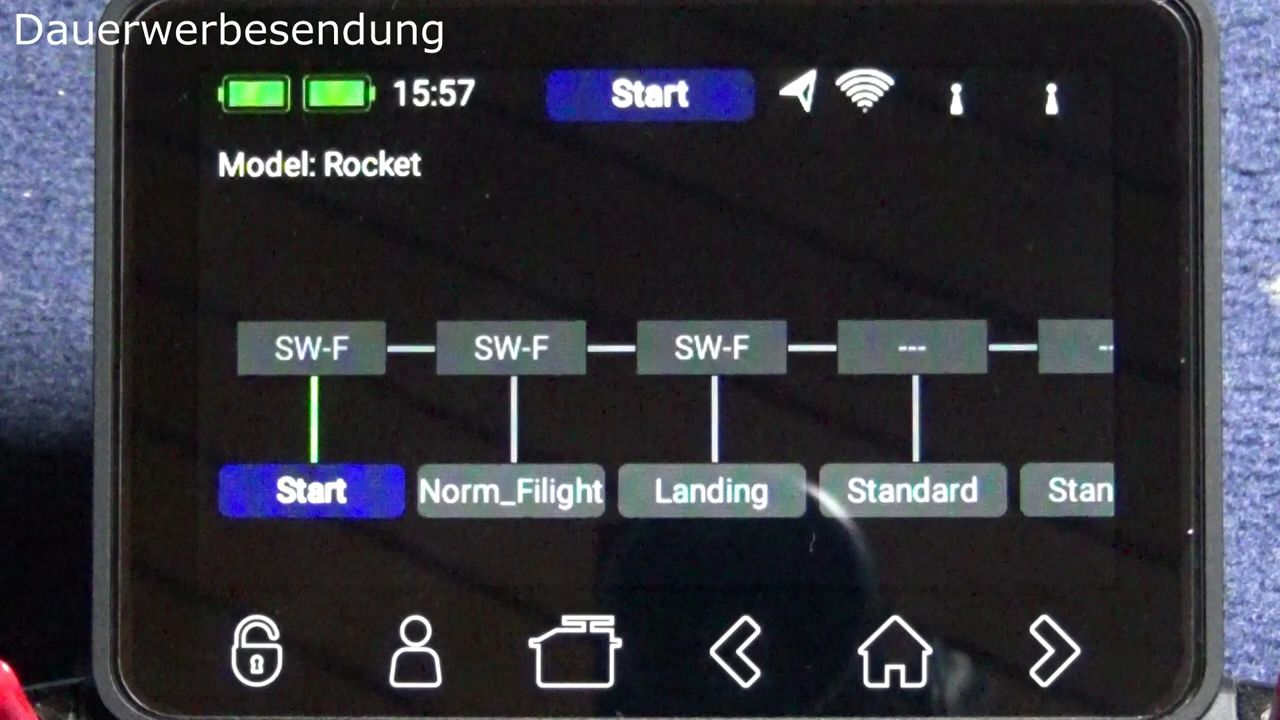 Dauerwerbesendung
15:57 Start
Model: Rocket
SW-F SW-F SW-F --- --
Start Norm_Filight Landing Standard Stan